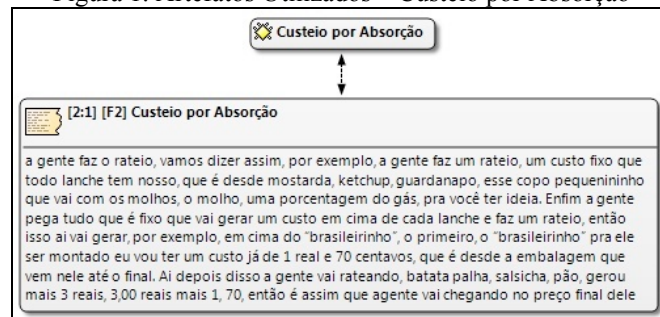 Figura 1: Artefatos Utilizados – Custeio por Absorção
Custeio por Absorção
[2:1] [F2] Custeio por Absorção
a gente faz o rateio, vamos dizer assim, por exemplo, a gente faz um rateio, um custo fixo que
todo lanche tem nosso, que é desde mostarda, ketchup, guardanapo, esse copo pequenininho
que vai com os molhos, o molho, uma porcentagem do gás, pra você ter ideia. Enfim a gente
pega tudo que é fixo que vai gerar um custo em cima de cada lanche e faz um rateio, então
isso ai vai gerar, por exemplo, em cima do "brasileirinho", o primeiro, o "brasileirinho" pra ele
ser montado eu vou ter um custo já de 1 real e 70 centavos, que é desde a embalagem que
vem nele até o final. Ai depois disso a gente vai rateando, batata palha, salsicha, pão, gerou
mais 3 reais, 3,00 reais mais 1, 70, então é assim que agente vai chegando no preço final dele